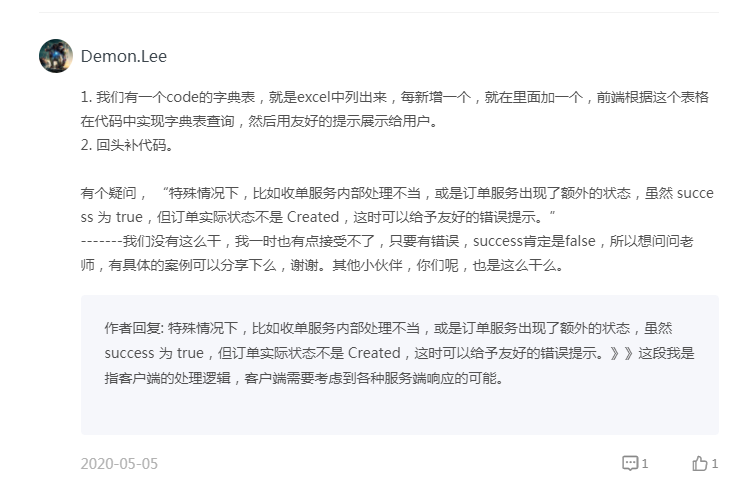 Demon.Lee
1. 我们有一个code的字典表，就是excel中列出来，每新增一个，就在里面加一个，前端根据这个表格
在代码中实现字典表查询，然后用友好的提示展示给用户。
2. 回头补代码。
有个疑问， “特殊情况下，比如收单服务内部处理不当，或是订单服务出现了额外的状态，虽然 succe
ss 为 true，但订单实际状态不是 Created，这时可以给予友好的错误提示。”
-------我们没有这么干，我一时也有点接受不了，只要有错误，success肯定是false，所以想问问老
师，有具体的案例可以分享下么，谢谢。其他小伙伴，你们呢，也是这么干么。
作者回复: 特殊情况下，比如收单服务内部处理不当，或是订单服务出现了额外的状态，虽然
success 为 true，但订单实际状态不是 Created，这时可以给予友好的错误提示。》》这段我是
指客户端的处理逻辑，客户端需要考虑到各种服务端响应的可能。
2020-05-05
1
1